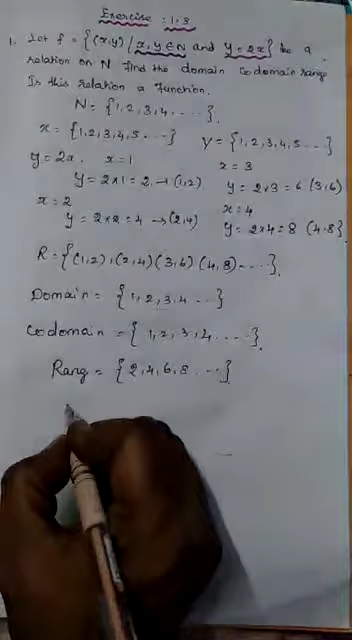 Exercise : 1.3
1. Let f = {(x,y) / x, y ∈ N and y = 2x} be a
relation on N find the domain Codomain range
Is this relation a function.
N = {1, 2, 3, 4, ....}.
x = {1, 2, 3, 4, 5 ...} y = {1, 2, 3, 4, 5 ...}
y = 2x. x = 1 x = 3
y = 2×1 = 2 → (1,2) y = 2×3 = 6 (3,6)
x = 2 x = 4
y = 2×2 = 4 → (2,4) y = 2×4 = 8 (4,8}
R = {(1,2), (2,4) (3,6) (4,8) ....}.
Domain = {1, 2, 3, 4 ...}
Codomain = {1, 2, 3, 4 ....}.
Rang = {2, 4, 6, 8 ....}